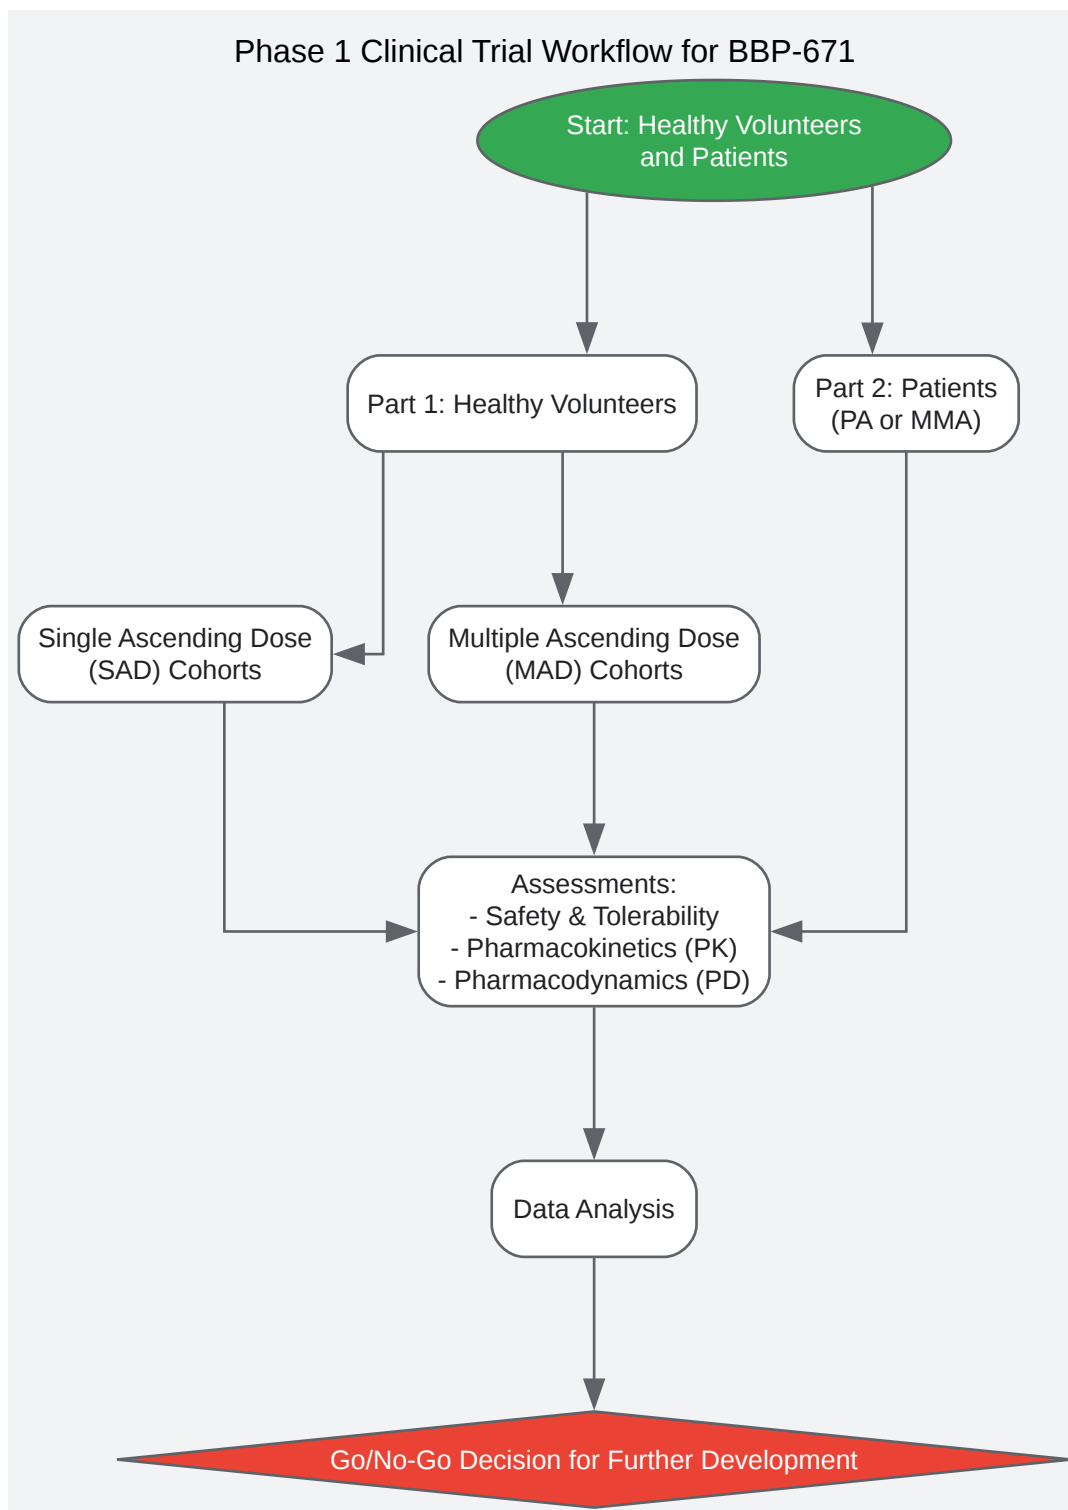 Phase 1 Clinical Trial Workflow for BBP-671
Start: Healthy Volunteers
and Patients
Part 1: Healthy Volunteers
Part 2: Patients
(PA or MMA)
Single Ascending Dose
(SAD) Cohorts
Multiple Ascending Dose
(MAD) Cohorts
Assessments:
- Safety & Tolerability
- Pharmacokinetics (PK)
- Pharmacodynamics (PD)
Data Analysis
Go/No-Go Decision for Further Development